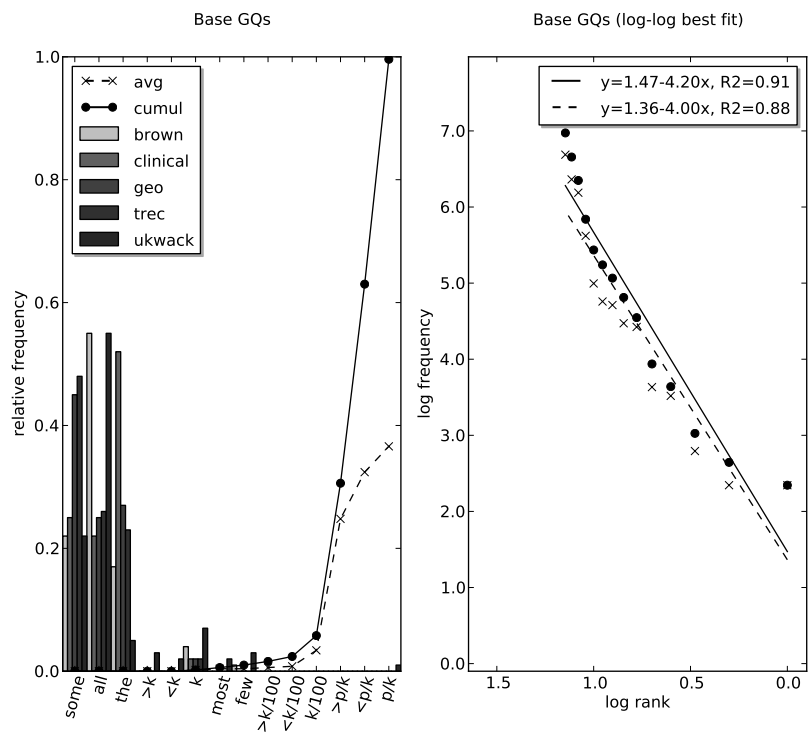 Base GQs
avg
cumul
brown
clinical
geo
trec
ukwack
relative frequency
1.0
0.8
0.6
0.4
0.2
0.0
some
all
the
>k
<k
k
most
few
>k/100
<k/100
k/100
>p/k
<p/k
p/k
Base GQs (log-log best fit)
y=1.47-4.20x, R2=0.91
y=1.36-4.00x, R2=0.88
log frequency
7.0
6.0
5.0
4.0
3.0
2.0
1.0
0.0
1.5 1.0 0.5 0.0
log rank